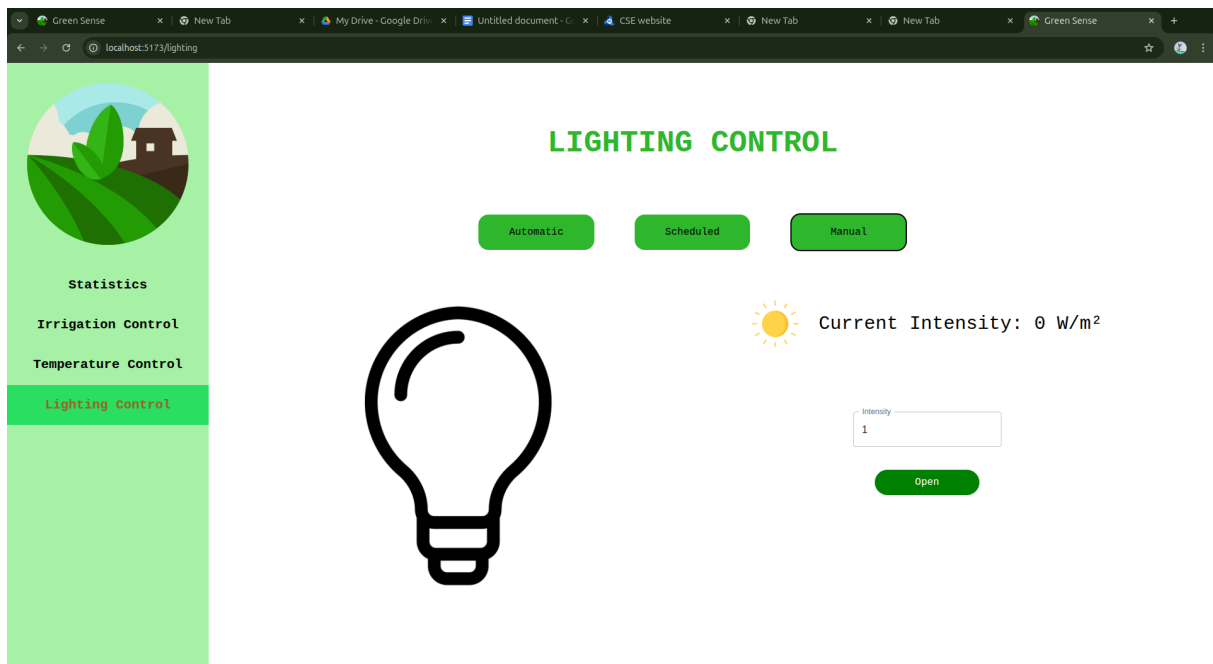 Green Sense
New Tab
My Drive - Google Driv
Untitled document - G
CSE website
New Tab
New Tab
Green Sense
localhost:5173/lighting
LIGHTING CONTROL
Automatic
Scheduled
Manual
Statistics
Irrigation Control
Temperature Control
Lighting Control
Current Intensity: 0 W/m²
Intensity
1
Open